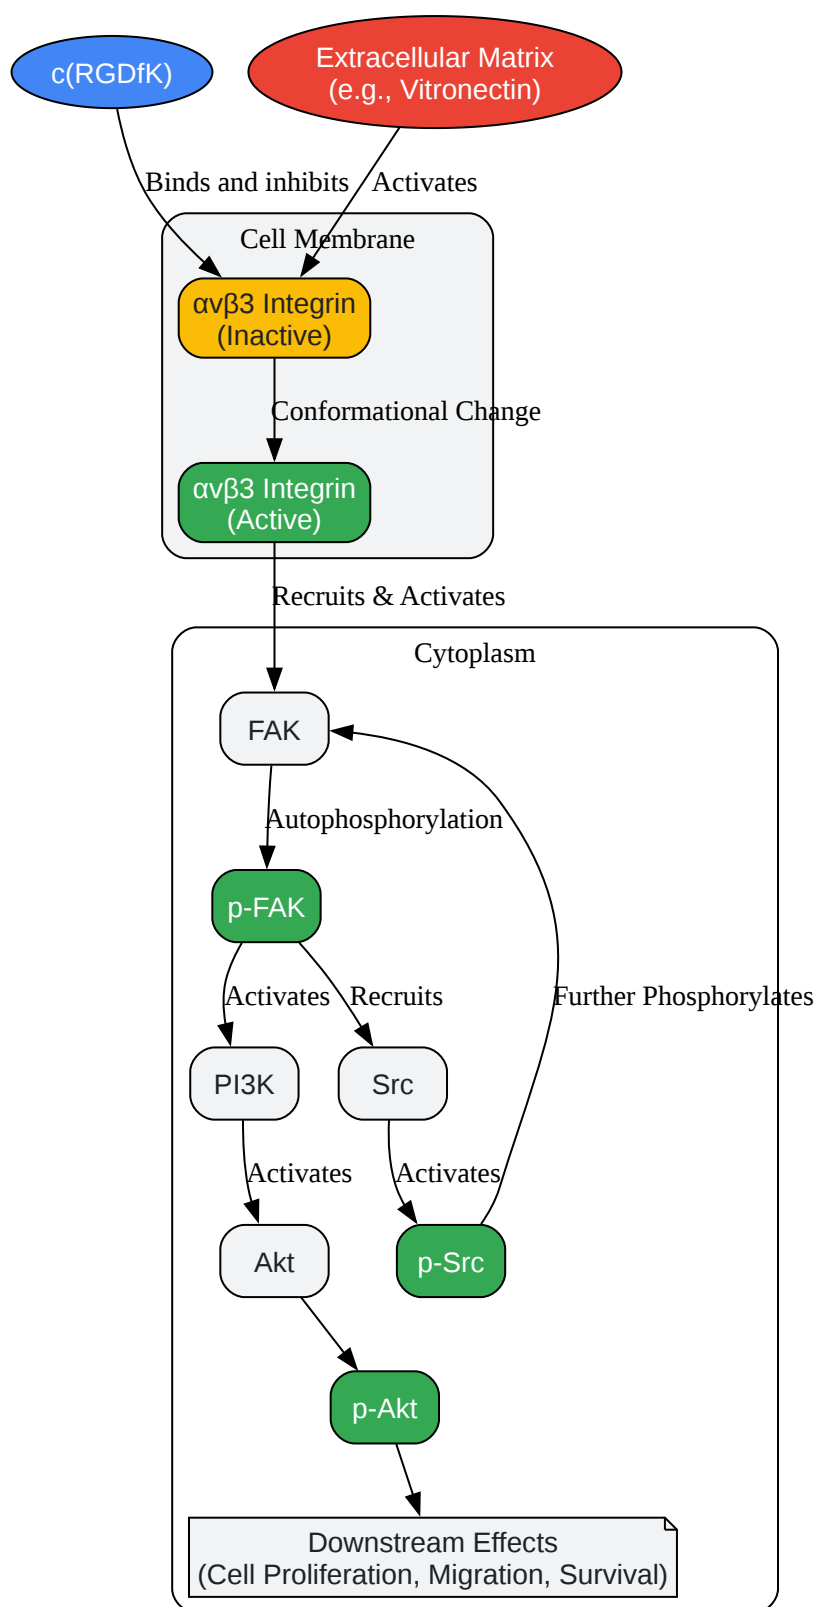 c(RGDfK)
Extracellular Matrix
(e.g., Vitronectin)
Binds and inhibits
Activates
Cell Membrane
αvβ3 Integrin
(Inactive)
Conformational Change
αvβ3 Integrin
(Active)
Recruits & Activates
Cytoplasm
FAK
Autophosphorylation
p-FAK
Activates
Recruits
Further Phosphorylates
PI3K
Src
Activates
Activates
Akt
p-Src
p-Akt
Downstream Effects
(Cell Proliferation, Migration, Survival)